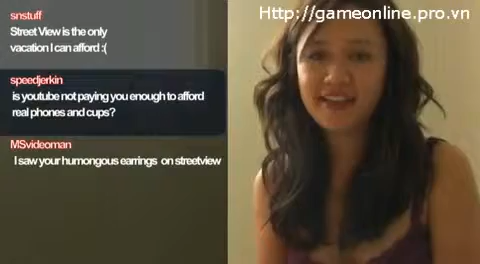 Http://gameonline.pro.vn
snstuff
Street View is the only
vacation I can afford :(
speedjerkin
is youtube not paying you enough to afford
real phones and cups?
MSvideoman
I saw your humongous earrings on streetview